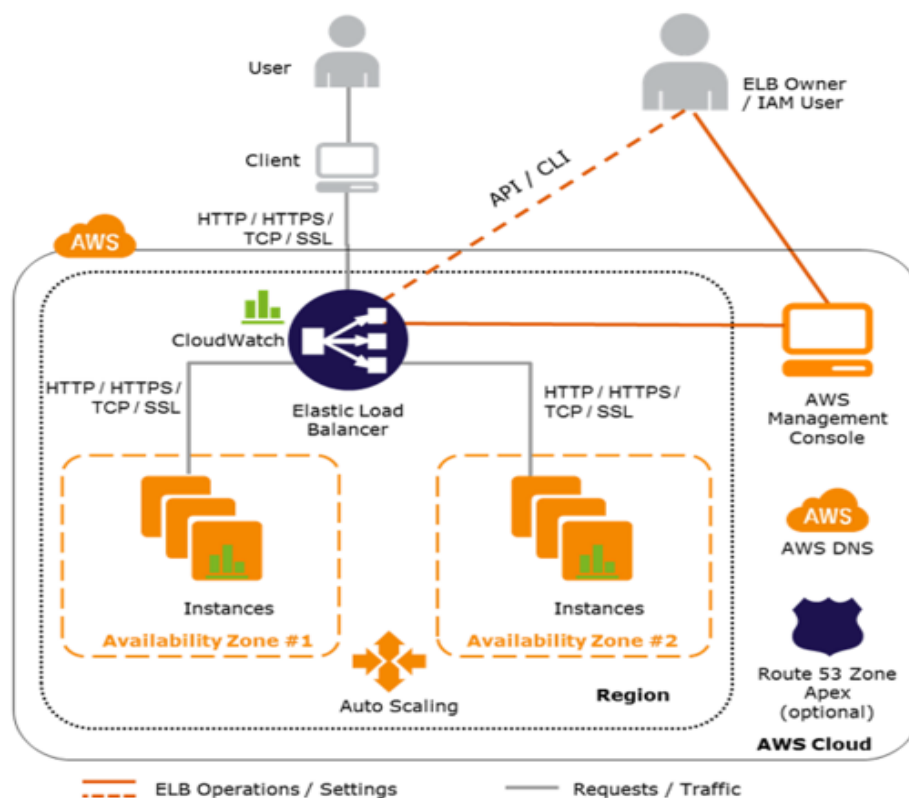 User
ELB Owner
/ IAM User
Client
API / CLI
HTTP / HTTPS /
TCP / SSL
AWS
CloudWatch
HTTP / HTTPS /
TCP / SSL
Elastic Load
Balancer
HTTP / HTTPS /
TCP / SSL
AWS
Management
Console
AWS
AWS DNS
Instances
Availability Zone #1
Instances
Availability Zone #2
Auto Scaling
Region
Route 53 Zone
Apex
(optional)
AWS Cloud
ELB Operations / Settings
Requests / Traffic